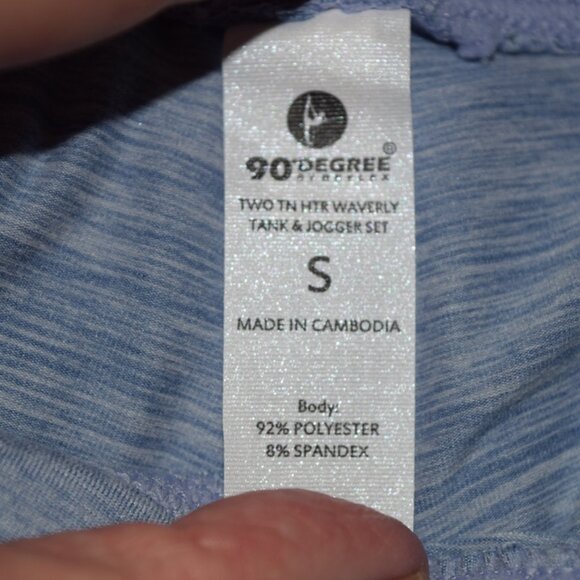 90°DEGREE®
BY REFLEX
TWO TN HTR WAVERLY
TANK & JOGGER SET
S
MADE IN CAMBODIA
Body:
92% POLYESTER
8% SPANDEX